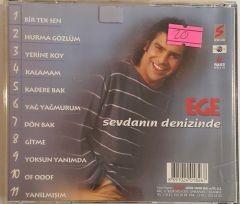 1 BİR TEK SEN
2 HURMA GÖZLÜM
3 YERİNE KOY
4 KALAMAM
5 KADERE BAK
6 YAĞ YAĞMURUM
7 DÖN BAK
8 GİTME
9 YOKSUN YANIMDA
10 OF OOOF
11 YANILMIŞIM
EGE
sevdanın denizinde
20
S